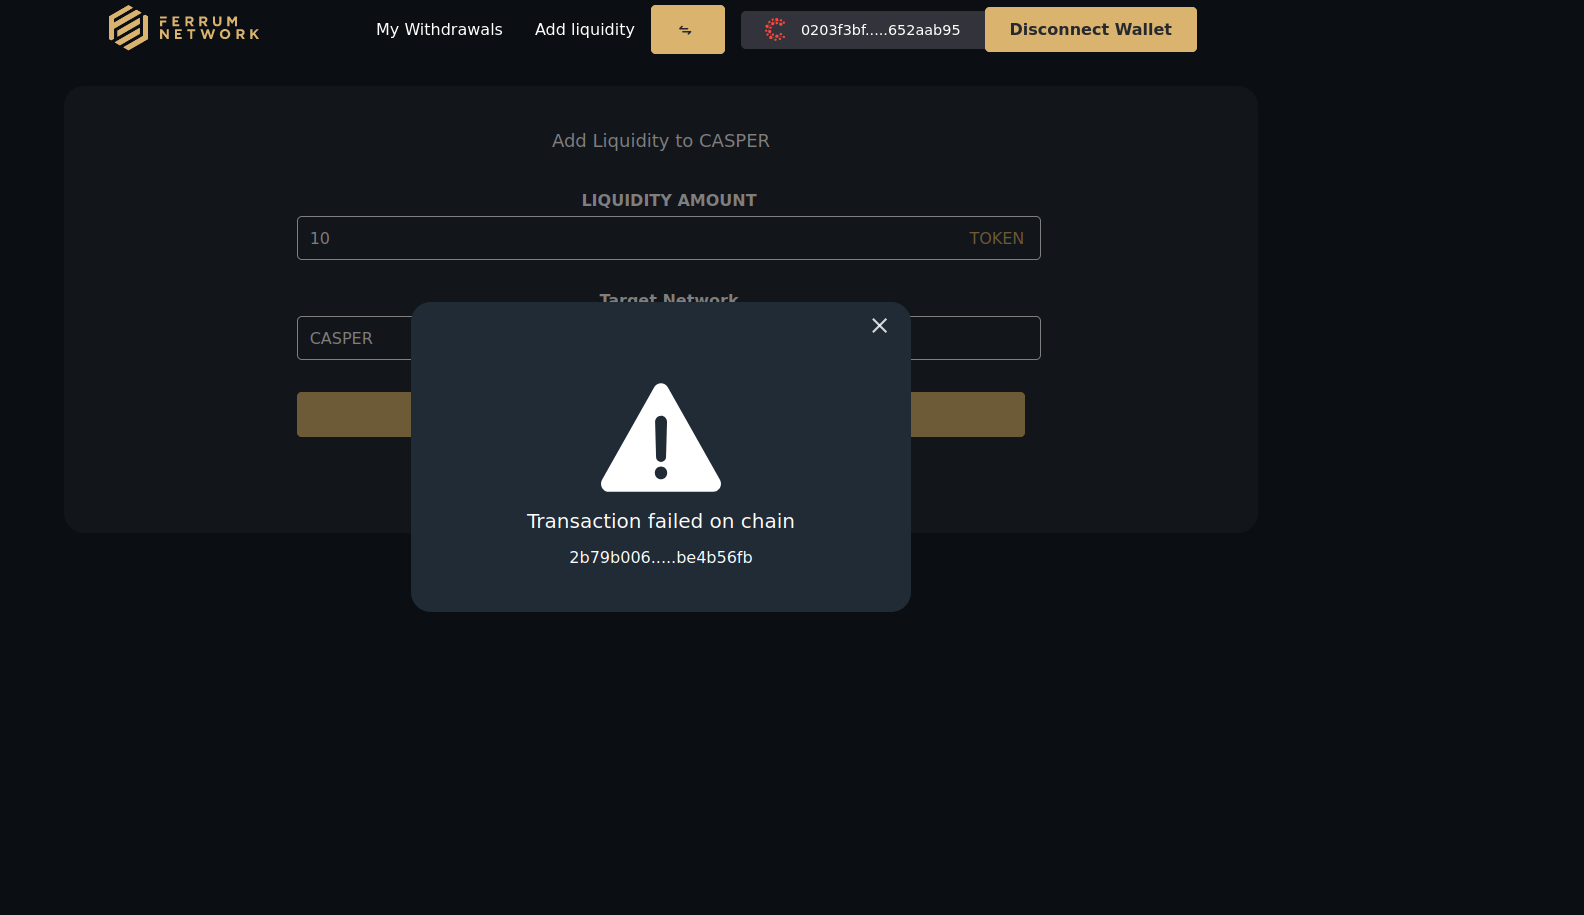 FERRUM
NETWORK
My Withdrawals
Add liquidity
0203f3bf.....652aab95
Disconnect Wallet
Add Liquidity to CASPER
LIQUIDITY AMOUNT
10
TOKEN
Target Network
CASPER
Transaction failed on chain
2b79b006.....be4b56fb